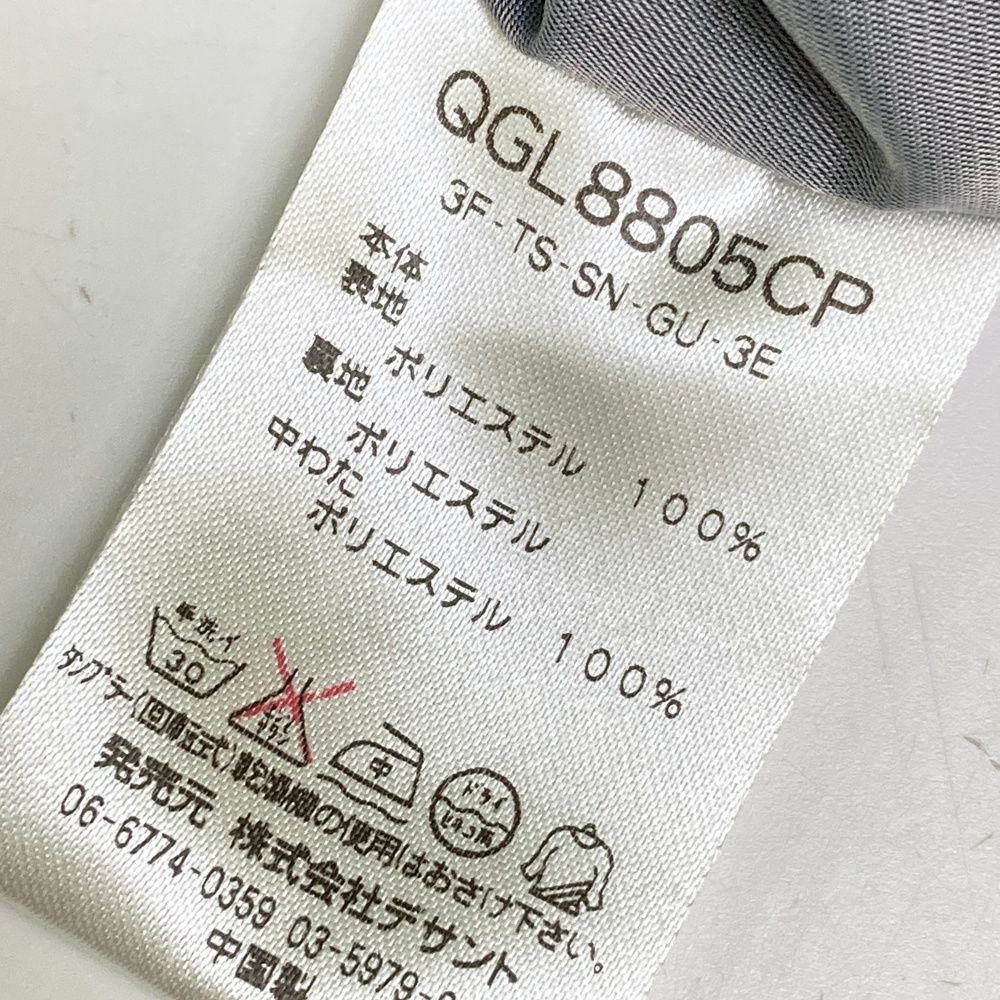 QGL8805CP
3F-TS-SN-GU-3E
本体
表地
ポリエステル 100%
裏地
ポリエステル
中わた
ポリエステル 100%
手洗イ
30
中
ドライ
タンブラー(回転式)乾燥機の使用はおさけ下さい。
発売元 株式会社デサント
06-6774-0359 03-5979-
中国製